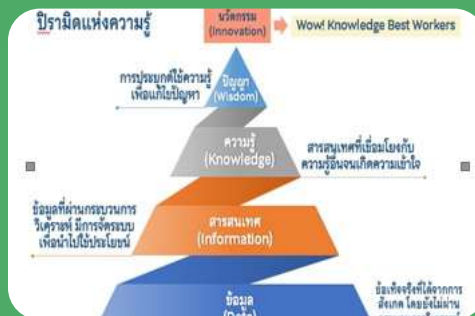 ปิรามิดแห่งความรู้
นวัตกรรม
(Innovation)
Wow! Knowledge Best Workers
การประยุกต์ใช้ความรู้
เพื่อแก้ไขปัญหา
ปัญญา
(Wisdom)
ความรู้
(Knowledge)
สารสนเทศที่เชื่อมโยงกับ
ความรู้อื่นจนเกิดความเข้าใจ
ข้อมูลที่ผ่านกระบวนการ
วิเคราะห์ มีการจัดระบบ
เพื่อนำไปใช้ประโยชน์
สารสนเทศ
(Information)
ข้อมูล
(Data)
ข้อเท็จจริงที่ได้จากการ
สังเกต โดยยังไม่ผ่าน